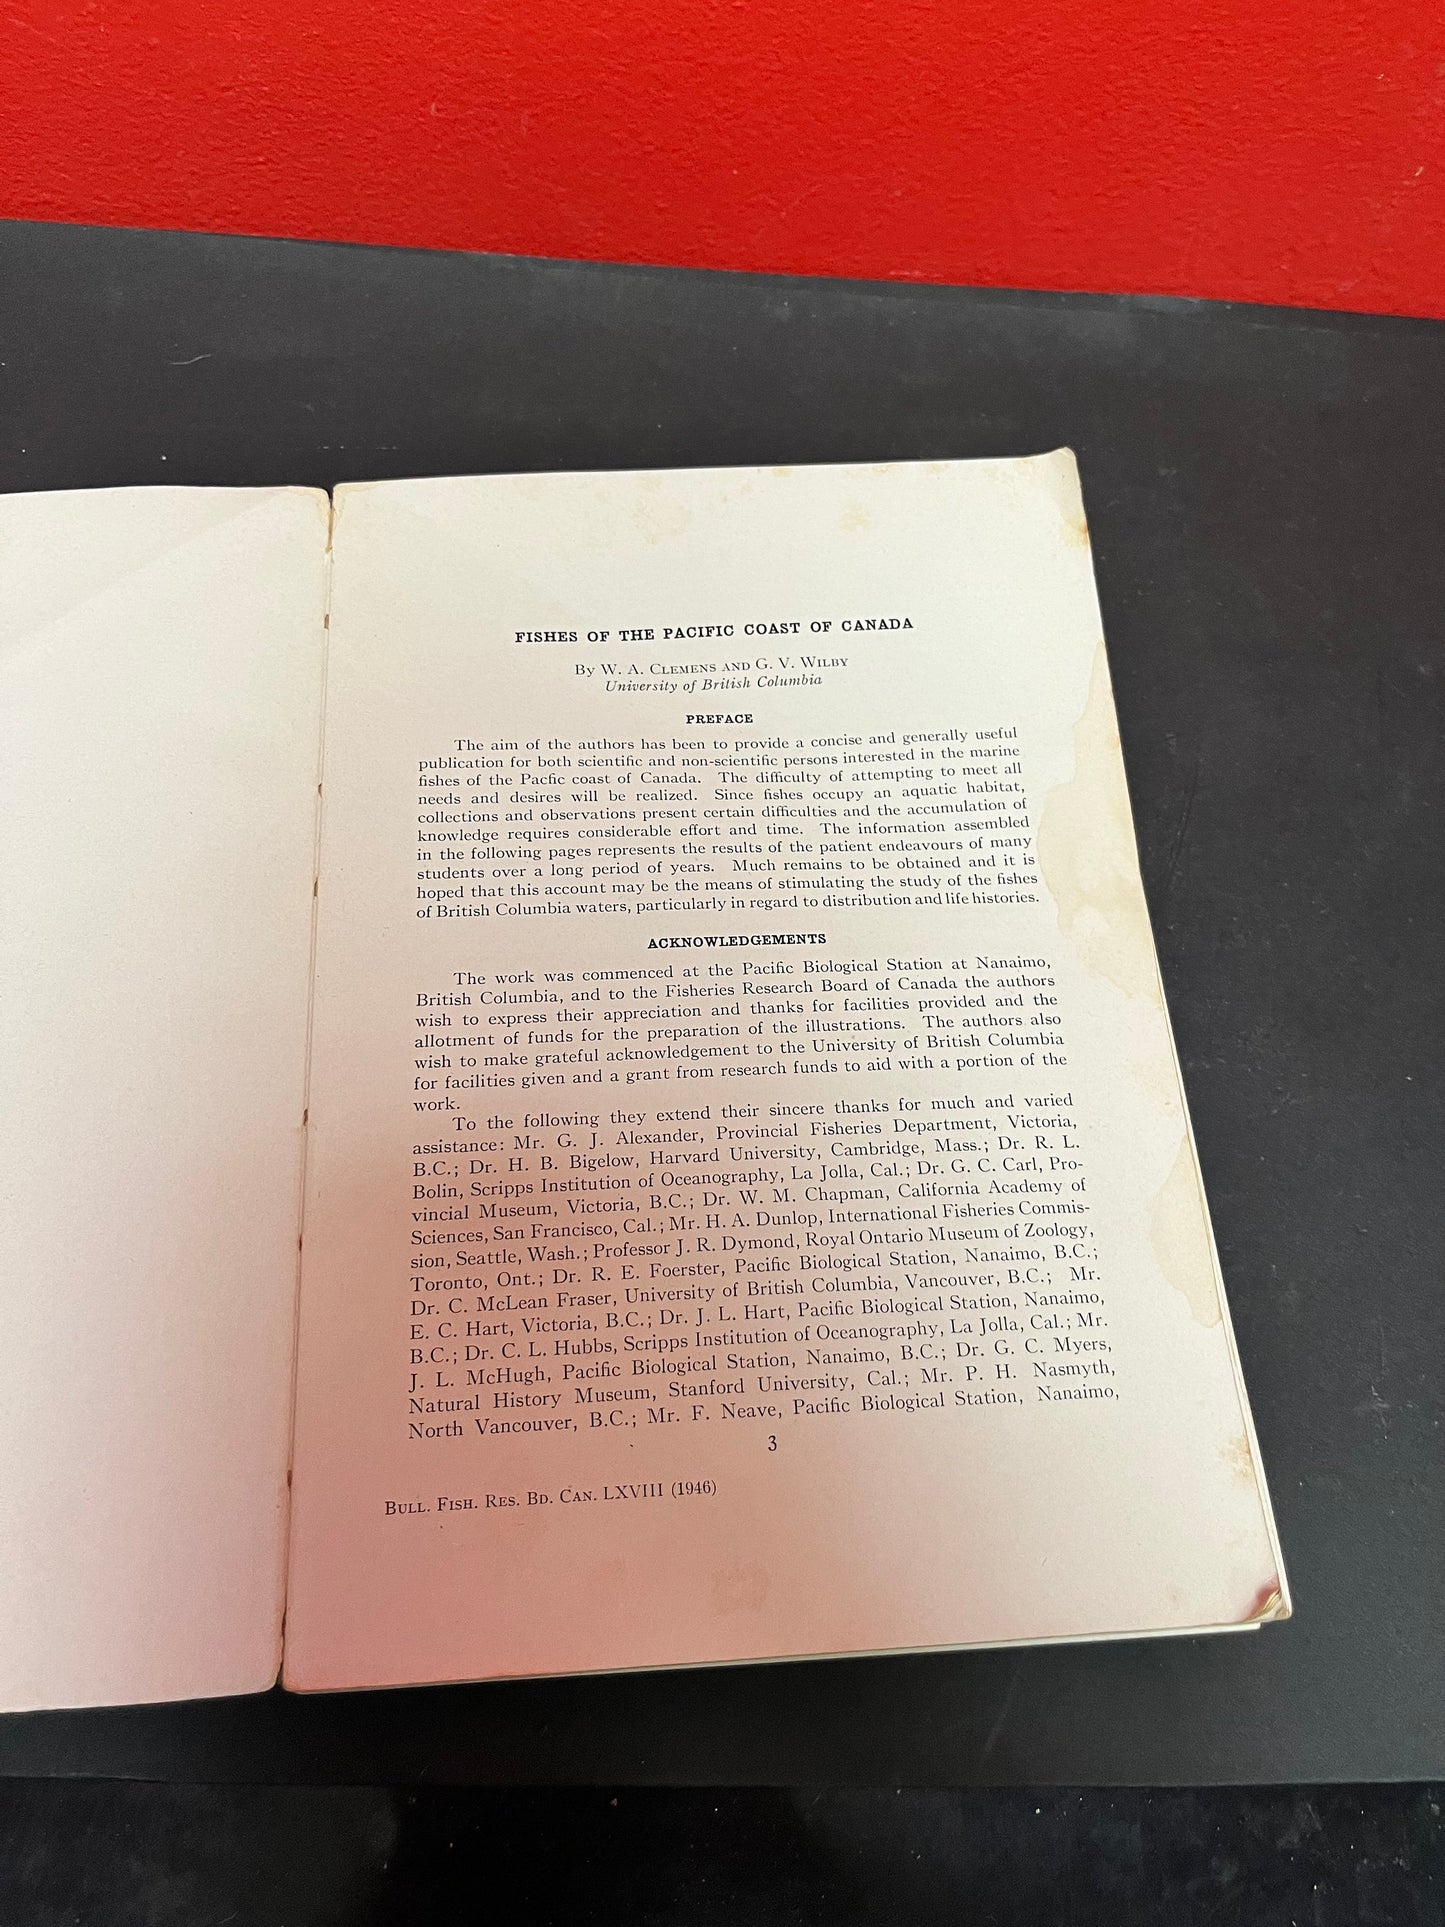 FISHES OF THE PACIFIC COAST OF CANADA
By W. A. Clemens and G. V. Wilby
University of British Columbia
PREFACE
The aim of the authors has been to provide a concise and generally useful
publication for both scientific and non-scientific persons interested in the marine
fishes of the Pacfic coast of Canada. The difficulty of attempting to meet all
needs and desires will be realized. Since fishes occupy an aquatic habitat,
collections and observations present certain difficulties and the accumulation of
knowledge requires considerable effort and time. The information assembled
in the following pages represents the results of the patient endeavours of many
students over a long period of years. Much remains to be obtained and it is
hoped that this account may be the means of stimulating the study of the fishes
of British Columbia waters, particularly in regard to distribution and life histories.
ACKNOWLEDGEMENTS
The work was commenced at the Pacific Biological Station at Nanaimo,
British Columbia, and to the Fisheries Research Board of Canada the authors
wish to express their appreciation and thanks for facilities provided and the
allotment of funds for the preparation of the illustrations. The authors also
wish to make grateful acknowledgement to the University of British Columbia
for facilities given and a grant from research funds to aid with a portion of the
work.
To the following they extend their sincere thanks for much and varied
assistance: Mr. G. J. Alexander, Provincial Fisheries Department, Victoria,
B.C.; Dr. H. B. Bigelow, Harvard University, Cambridge, Mass.; Dr. R. L.
Bolin, Scripps Institution of Oceanography, La Jolla, Cal.; Dr. G. C. Carl, Pro-
vincial Museum, Victoria, B.C.; Dr. W. M. Chapman, California Academy of
Sciences, San Francisco, Cal.; Mr. H. A. Dunlop, International Fisheries Commis-
sion, Seattle, Wash.; Professor J. R. Dymond, Royal Ontario Museum of Zoology,
Toronto, Ont.; Dr. R. E. Foerster, Pacific Biological Station, Nanaimo, B.C.;
Dr. C. McLean Fraser, University of British Columbia, Vancouver, B.C.; Mr.
E. C. Hart, Victoria, B.C.; Dr. J. L. Hart, Pacific Biological Station, Nanaimo,
B.C.; Dr. C. L. Hubbs, Scripps Institution of Oceanography, La Jolla, Cal.; Mr.
J. L. McHugh, Pacific Biological Station, Nanaimo, B.C.; Dr. G. C. Myers,
Natural History Museum, Stanford University, Cal.; Mr. P. H. Nasmyth,
North Vancouver, B.C.; Mr. F. Neave, Pacific Biological Station, Nanaimo,
3
Bull. Fish. Res. Bd. Can. LXVIII (1946)